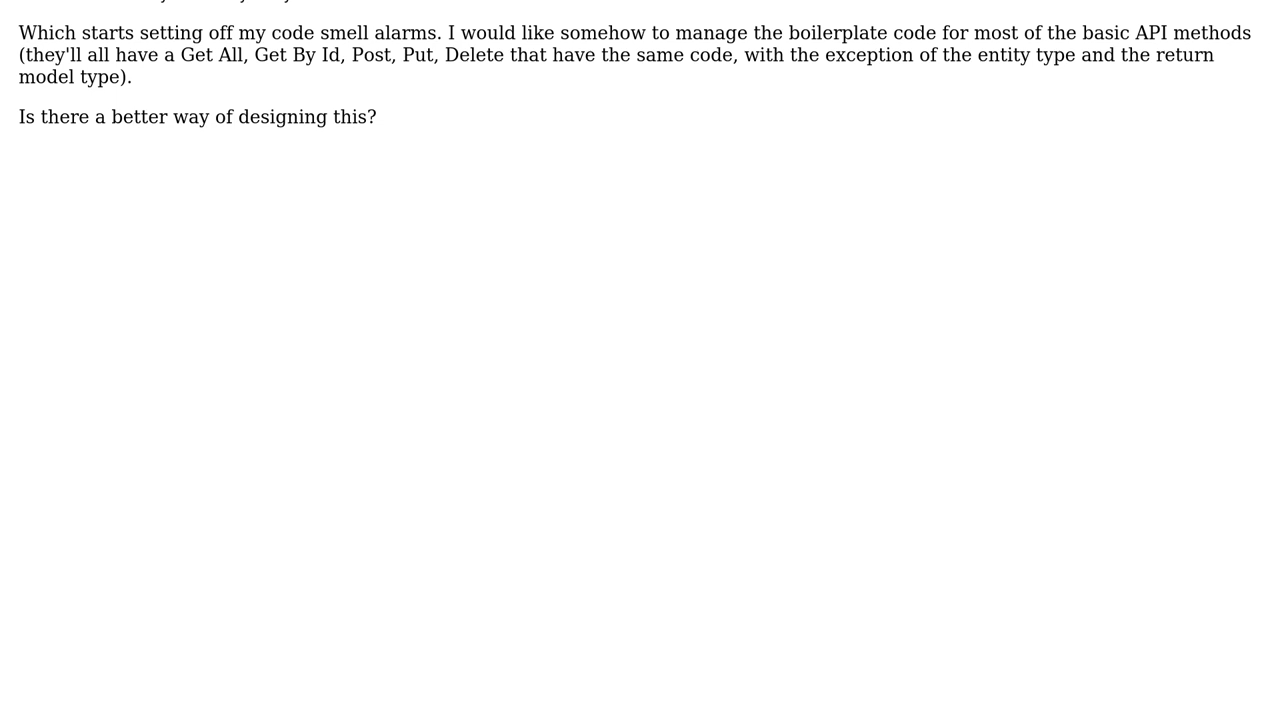 Which starts setting off my code smell alarms. I would like somehow to manage the boilerplate code for most of the basic API methods
(they'll all have a Get All, Get By Id, Post, Put, Delete that have the same code, with the exception of the entity type and the return
model type).
Is there a better way of designing this?